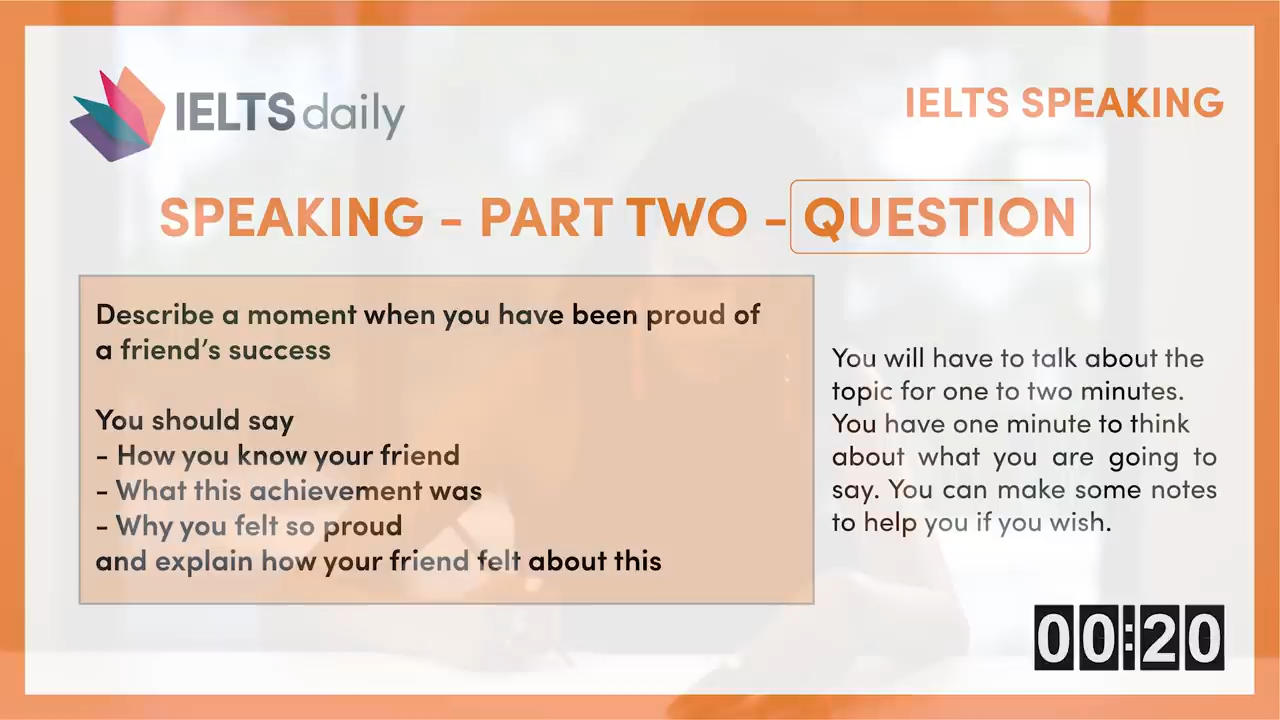 IELTS daily
IELTS SPEAKING
SPEAKING - PART TWO - QUESTION
Describe a moment when you have been proud of
a friend's success
You should say
- How you know your friend
- What this achievement was
- Why you felt so proud
and explain how your friend felt about this
You will have to talk about the
topic for one to two minutes.
You have one minute to think
about what you are going to
say. You can make some notes
to help you if you wish.
00:20